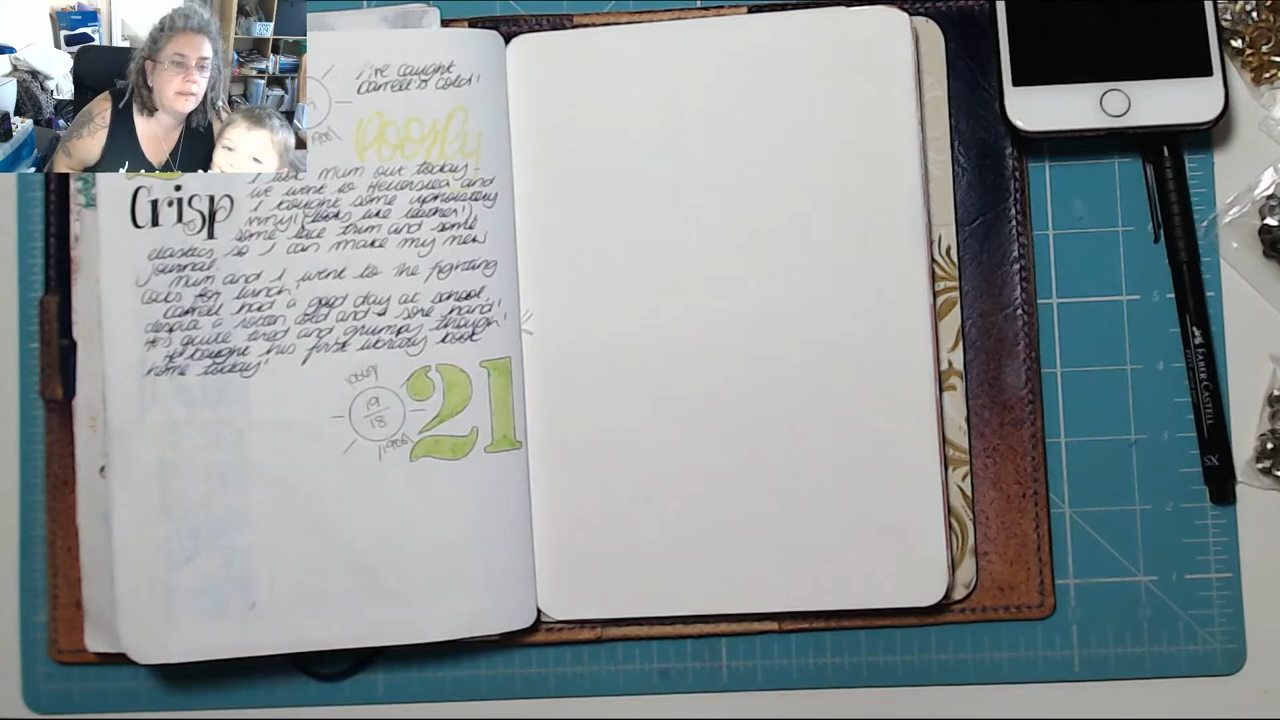 I've caught
Carrell's cold!
Poorly
I took Mum out today -
we went to Hellersley and
I bought some upholstery
vinyl (looks like leather!)
Crisp
some lace trim and some
elastics so I can make my new
journal.
Mum and I went to The Fighting
Cocks for lunch.
Carrell had a good day at school,
despite a rotten cold and a sore hand!
He's quite tired and grumpy though!
He bought his first library book
home today!
19
18
21
FABER-CASTELL
XS